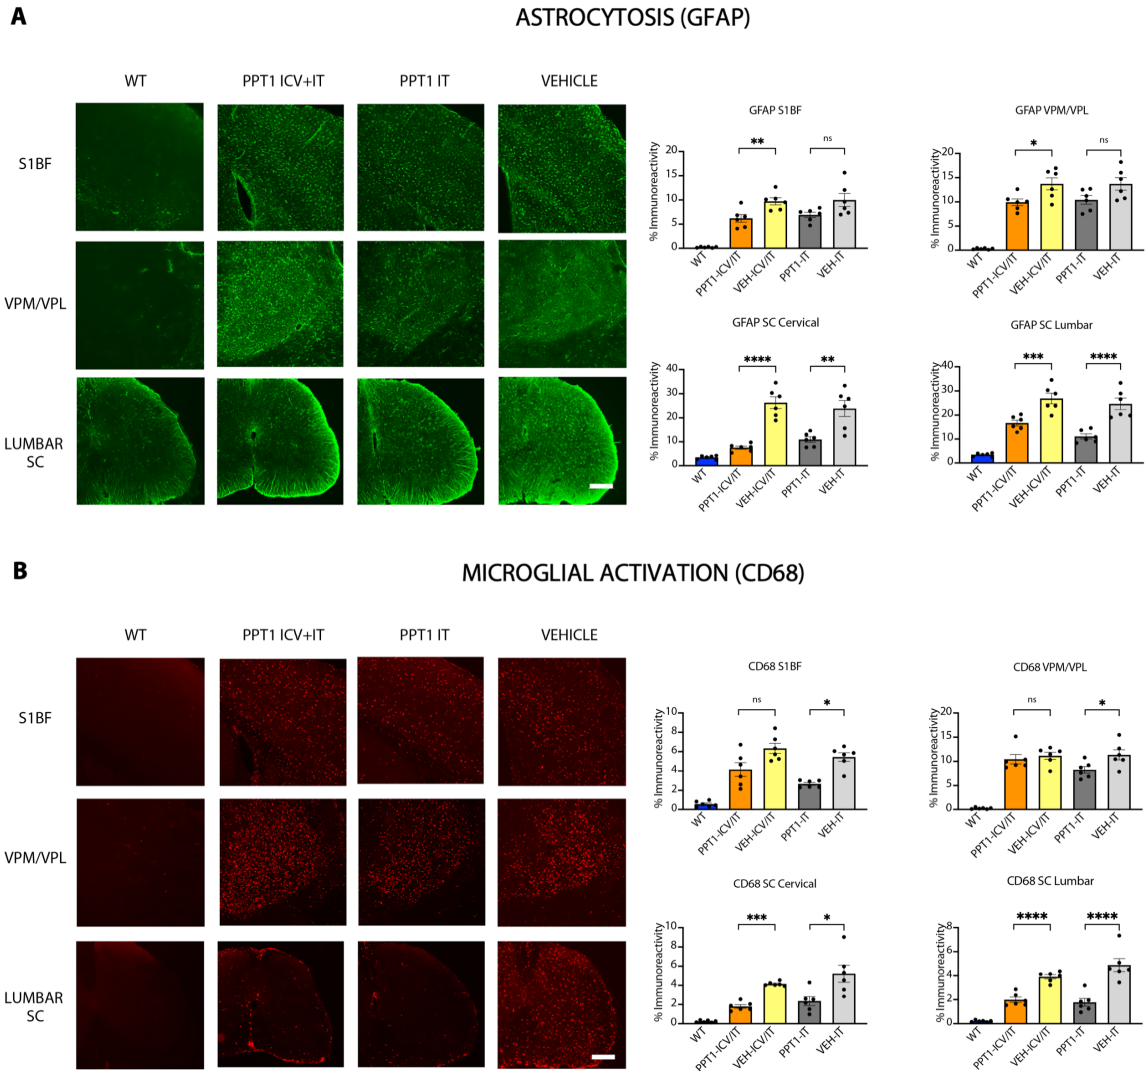 A
ASTROCYTOSIS (GFAP)
WT PPT1 ICV+IT PPT1 IT VEHICLE
S1BF
VPM/VPL
LUMBAR
SC
GFAP S1BF
% Immunoreactivity
20
15
10
5
0
** ns
WT PPT1-ICV/IT VEH-ICV/IT PPT1-IT VEH-IT
GFAP VPM/VPL
% Immunoreactivity
20
15
10
5
0
* ns
WT PPT1-ICV/IT VEH-ICV/IT PPT1-IT VEH-IT
GFAP SC Cervical
% Immunoreactivity
40
30
20
10
0
**** **
WT PPT1-ICV/IT VEH-ICV/IT PPT1-IT VEH-IT
GFAP SC Lumbar
% Immunoreactivity
40
30
20
10
0
*** ****
WT PPT1-ICV/IT VEH-ICV/IT PPT1-IT VEH-IT
B
MICROGLIAL ACTIVATION (CD68)
WT PPT1 ICV+IT PPT1 IT VEHICLE
S1BF
VPM/VPL
LUMBAR
SC
CD68 S1BF
% Immunoreactivity
10
8
6
4
2
0
ns *
WT PPT1-ICV/IT VEH-ICV/IT PPT1-IT VEH-IT
CD68 VPM/VPL
% Immunoreactivity
20
15
10
5
0
ns *
WT PPT1-ICV/IT VEH-ICV/IT PPT1-IT VEH-IT
CD68 SC Cervical
% Immunoreactivity
10
8
6
4
2
0
*** *
WT PPT1-ICV/IT VEH-ICV/IT PPT1-IT VEH-IT
CD68 SC Lumbar
% Immunoreactivity
8
6
4
2
0
**** ****
WT PPT1-ICV/IT VEH-ICV/IT PPT1-IT VEH-IT